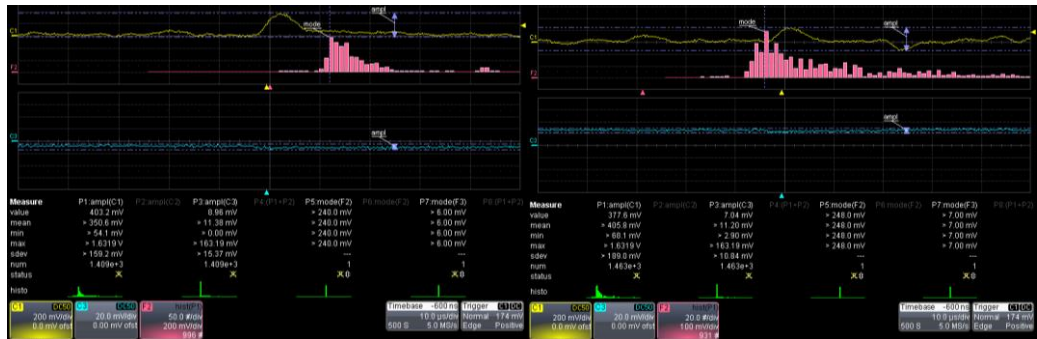 ampl
mode
C1
F2
C3
ampl
Measure P1:ampl(C1) P2:ampl(C2) P3:ampl(C3) P4:(P1+P2) P5:mode(F2) P6:mode(F2) P7:mode(F3) P8:(P1+P2)
value 403.2 mV 8.96 mV > 248.0 mV > 6.00 mV
mean > 350.6 mV > 11.38 mV > 248.0 mV > 6.00 mV
min > 54.1 mV > 0.00 mV > 248.0 mV > 6.00 mV
max > 1.6319 V > 163.19 mV > 248.0 mV > 6.00 mV
sdev > 159.2 mV > 15.37 mV --- ---
num 1.409e+3 1.409e+3 1 1
status
histo
C1 DC50 C3 DC50 F2 hist(P1)
200 mV/div 20.0 mV/div 50.0 #/div
0.0 mV ofst 0.00 mV ofst 200 mV/div
996 #
Timebase -600 ns Trigger C1 DC
10.0 µs/div Normal 174 mV
500 S 5.0 MS/s Edge Positive
mode
ampl
C1
F2
C3
ampl
Measure P1:ampl(C1) P2:ampl(C2) P3:ampl(C3) P4:(P1+P2) P5:mode(F2) P6:mode(F2) P7:mode(F3) P8:(P1+P2)
value 377.6 mV 7.04 mV > 248.0 mV > 7.00 mV
mean > 405.8 mV > 11.20 mV > 248.0 mV > 7.00 mV
min > 68.1 mV > 2.90 mV > 248.0 mV > 7.00 mV
max > 1.6319 V > 163.19 mV > 248.0 mV > 7.00 mV
sdev > 189.0 mV > 10.84 mV --- ---
num 1.463e+3 1.463e+3 1 1
status
histo
C1 DC50 C3 DC50 F2 hist(P1)
200 mV/div 20.0 mV/div 20.0 #/div
0.0 mV ofst 0.00 mV ofst 100 mV/div
931 #
Timebase -600 ns Trigger C1 DC
10.0 µs/div Normal 174 mV
500 S 5.0 MS/s Edge Positive